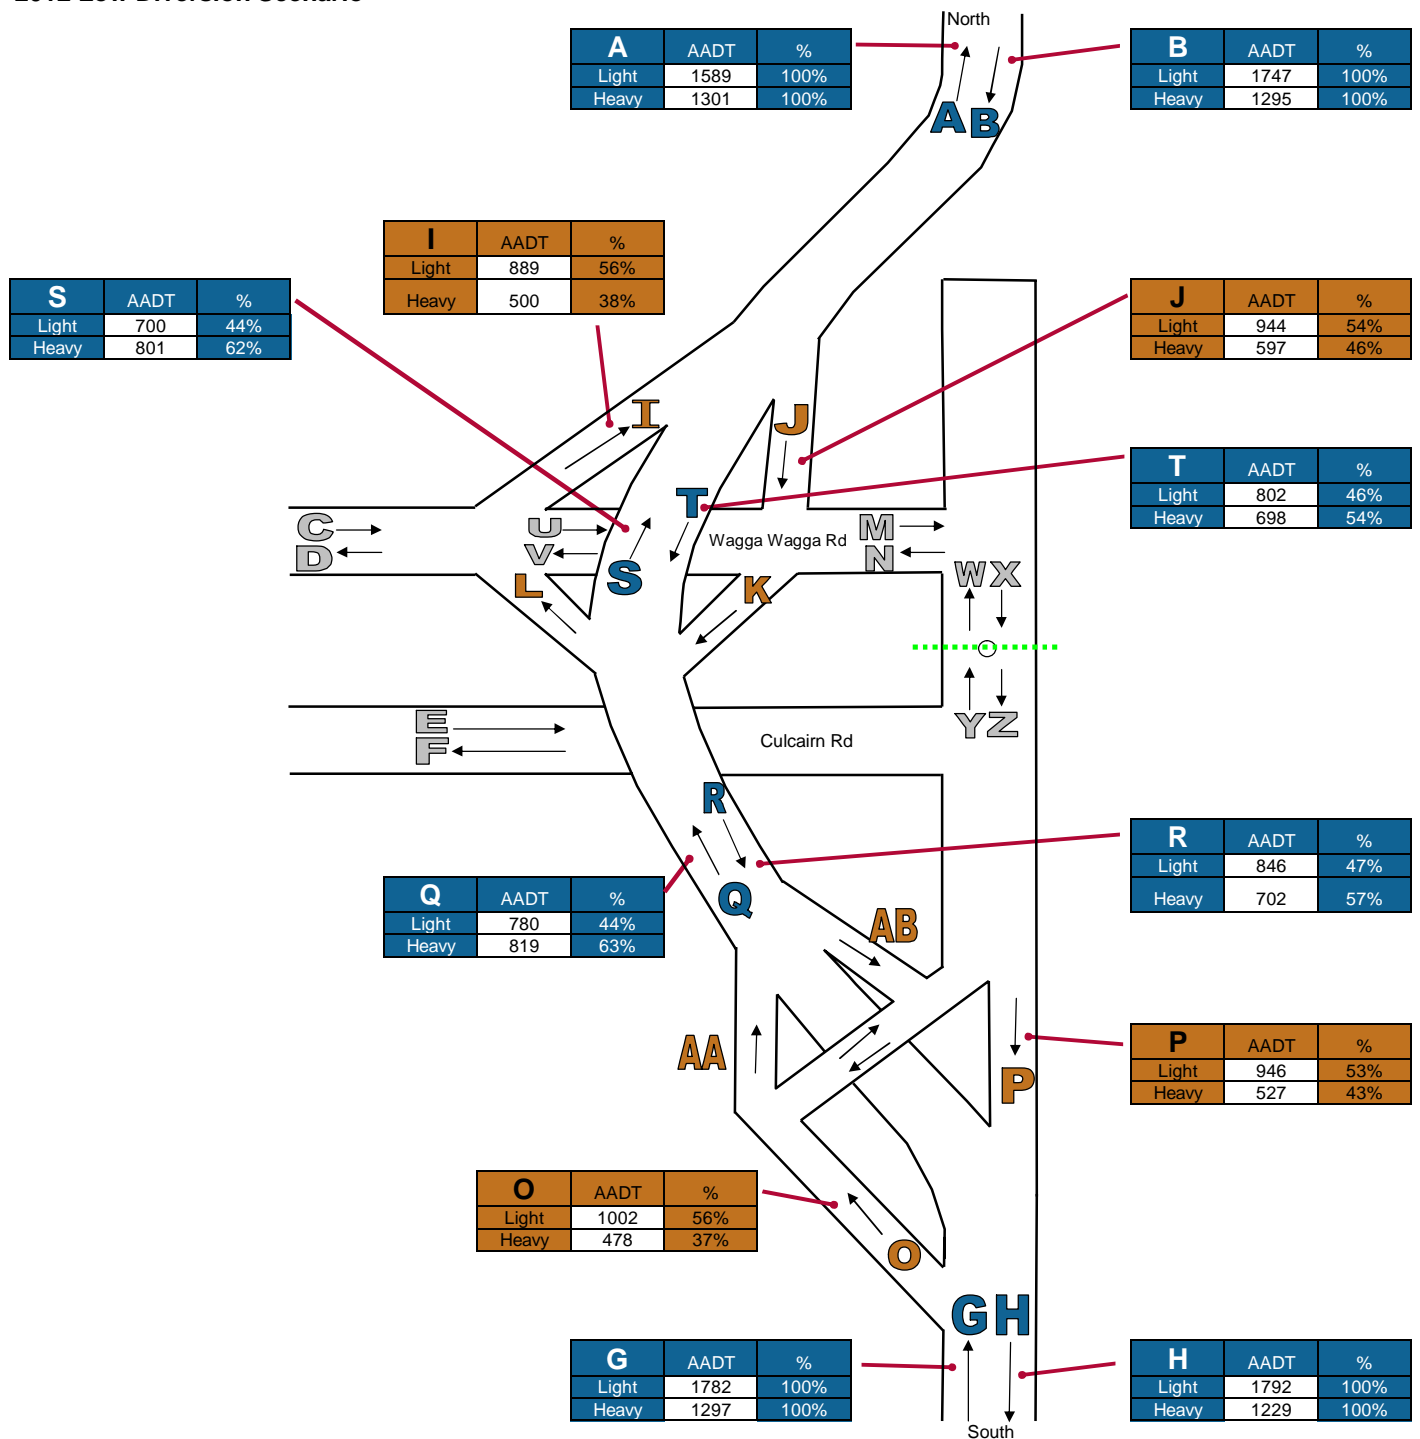 2012 Low Diversion Scenario
North
A AADT %
Light 1589 100%
Heavy 1301 100%
B AADT %
Light 1747 100%
Heavy 1295 100%
A B
I AADT %
Light 889 56%
Heavy 500 38%
S AADT %
Light 700 44%
Heavy 801 62%
J AADT %
Light 944 54%
Heavy 597 46%
I
J
T AADT %
Light 802 46%
Heavy 698 54%
T
C
D
U
V
Wagga Wagga Rd
M
N
L
S
K
W X
E
F
Culcairn Rd
Y Z
R
R AADT %
Light 846 47%
Heavy 702 57%
Q AADT %
Light 780 44%
Heavy 819 63%
Q
AB
AA
P
P AADT %
Light 946 53%
Heavy 527 43%
O AADT %
Light 1002 56%
Heavy 478 37%
O
G H
G AADT %
Light 1782 100%
Heavy 1297 100%
H AADT %
Light 1792 100%
Heavy 1229 100%
South